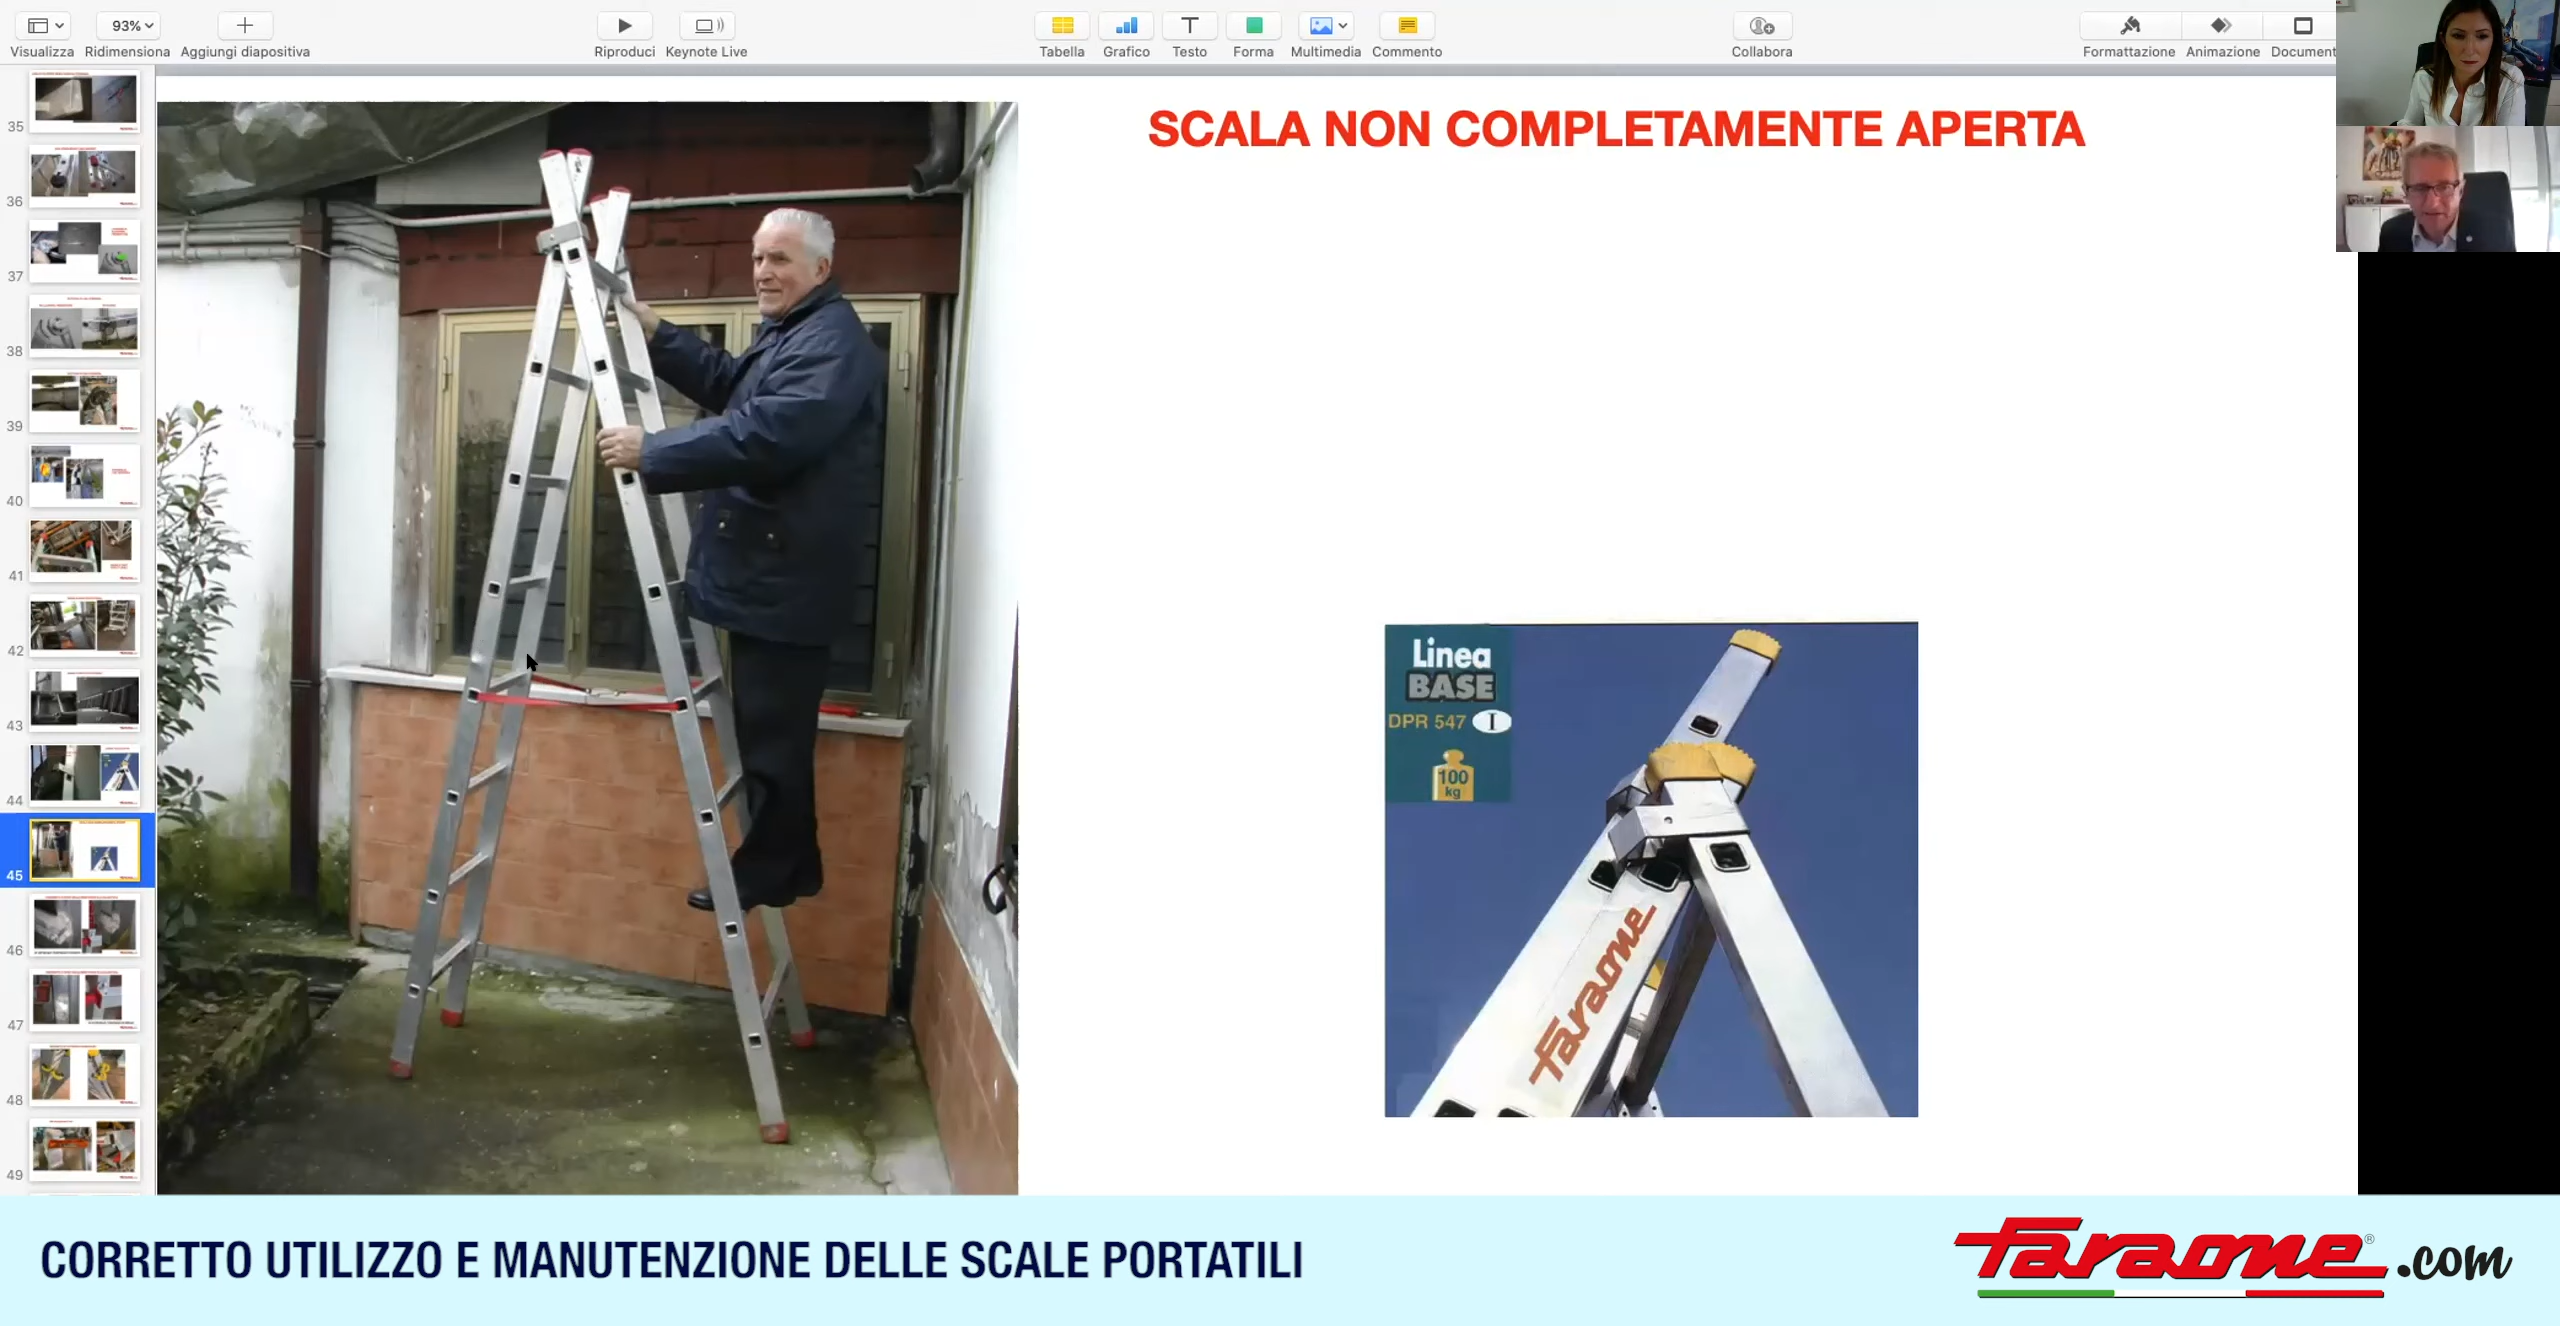 93%
Visualizza
Ridimensiona
Aggiungi diapositiva
Riproduci
Keynote Live
Tabella
Grafico
Testo
Forma
Multimedia
Commento
Collabora
Formattazione
Animazione
Document
35
36
37
38
39
40
41
42
43
44
45
46
47
48
49
SCALA NON COMPLETAMENTE APERTA
Linea
BASE
DPR 547 I
100
kg
Faraone
CORRETTO UTILIZZO E MANUTENZIONE DELLE SCALE PORTATILI
Faraone® .com